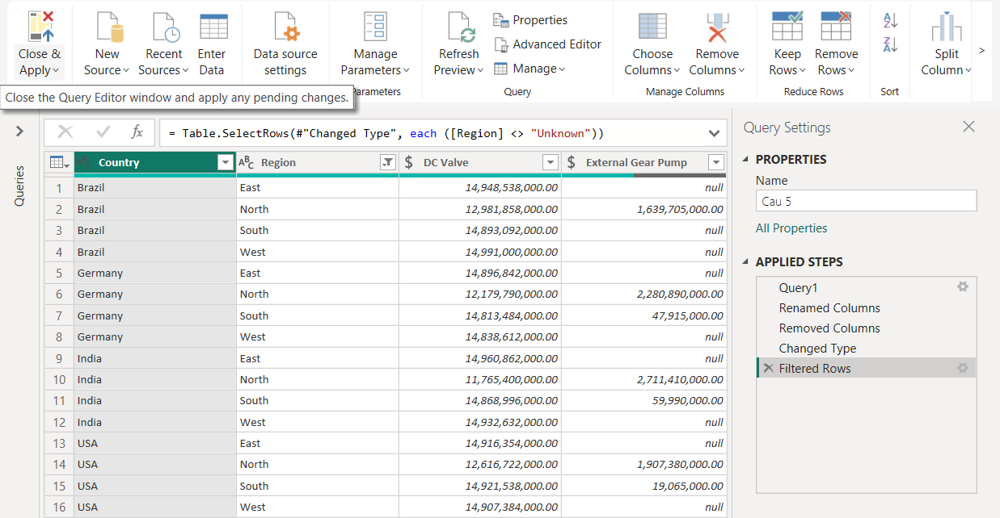 Close & Apply
New Source
Recent Sources
Enter Data
Data source settings
Manage Parameters
Refresh Preview
Properties
Advanced Editor
Manage
Choose Columns
Remove Columns
Keep Rows
Remove Rows
Split Column
>
Parameters
Query
Manage Columns
Reduce Rows
Sort
Close the Query Editor window and apply any pending changes.
Queries
fx
= Table.SelectRows(#"Changed Type", each ([Region] <> "Unknown"))
Country ABC Region $ DC Valve $ External Gear Pump
1 Brazil East 14,948,538,000.00 null
2 Brazil North 12,981,858,000.00 1,639,705,000.00
3 Brazil South 14,893,092,000.00 null
4 Brazil West 14,991,000,000.00 null
5 Germany East 14,896,842,000.00 null
6 Germany North 12,179,790,000.00 2,280,890,000.00
7 Germany South 14,813,484,000.00 47,915,000.00
8 Germany West 14,838,612,000.00 null
9 India East 14,960,862,000.00 null
10 India North 11,765,400,000.00 2,711,410,000.00
11 India South 14,868,996,000.00 59,990,000.00
12 India West 14,932,632,000.00 null
13 USA East 14,916,354,000.00 null
14 USA North 12,616,722,000.00 1,907,380,000.00
15 USA South 14,921,538,000.00 19,065,000.00
16 USA West 14,907,384,000.00 null
Query Settings
PROPERTIES
Name
Cau 5
All Properties
APPLIED STEPS
Query1
Renamed Columns
Removed Columns
Changed Type
Filtered Rows